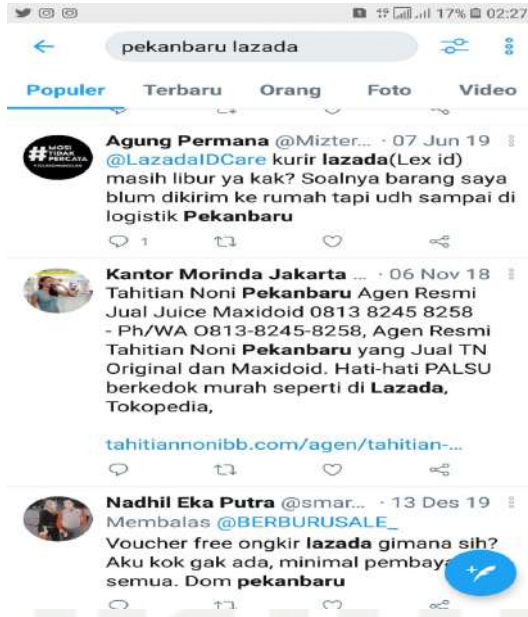 17% 02:27
pekanbaru lazada
Populer Terbaru Orang Foto Video
#MOSI TIDAK PERCAYA
Agung Permana @Mizter... · 07 Jun 19
@LazadaIDCare kurir lazada(Lex id)
masih libur ya kak? Soalnya barang saya
blum dikirim ke rumah tapi udh sampai di
logistik Pekanbaru
1
Kantor Morinda Jakarta ... · 06 Nov 18
Tahitian Noni Pekanbaru Agen Resmi
Jual Juice Maxidoid 0813 8245 8258
- Ph/WA O813-8245-8258, Agen Resmi
Tahitian Noni Pekanbaru yang Jual TN
Original dan Maxidoid. Hati-hati PALSU
berkedok murah seperti di Lazada,
Tokopedia,
tahitiannonibb.com/agen/tahitian-...
Nadhil Eka Putra @smar... · 13 Des 19
Membalas @BERBURUSALE_
Voucher free ongkir lazada gimana sih?
Aku kok gak ada, minimal pembaya
semua. Dom pekanbaru